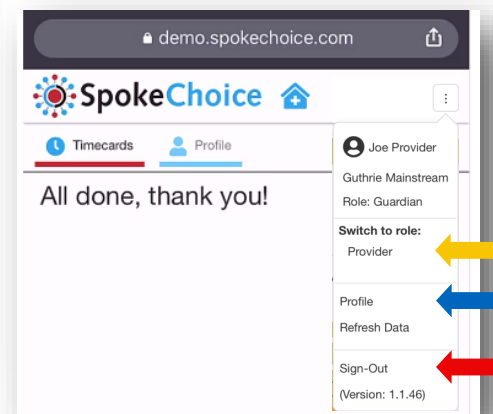 demo.spokechoice.com
SpokeChoice
Timecards Profile
All done, thank you!
Joe Provider
Guthrie Mainstream
Role: Guardian
Switch to role:
Provider
Profile
Refresh Data
Sign-Out
(Version: 1.1.46)